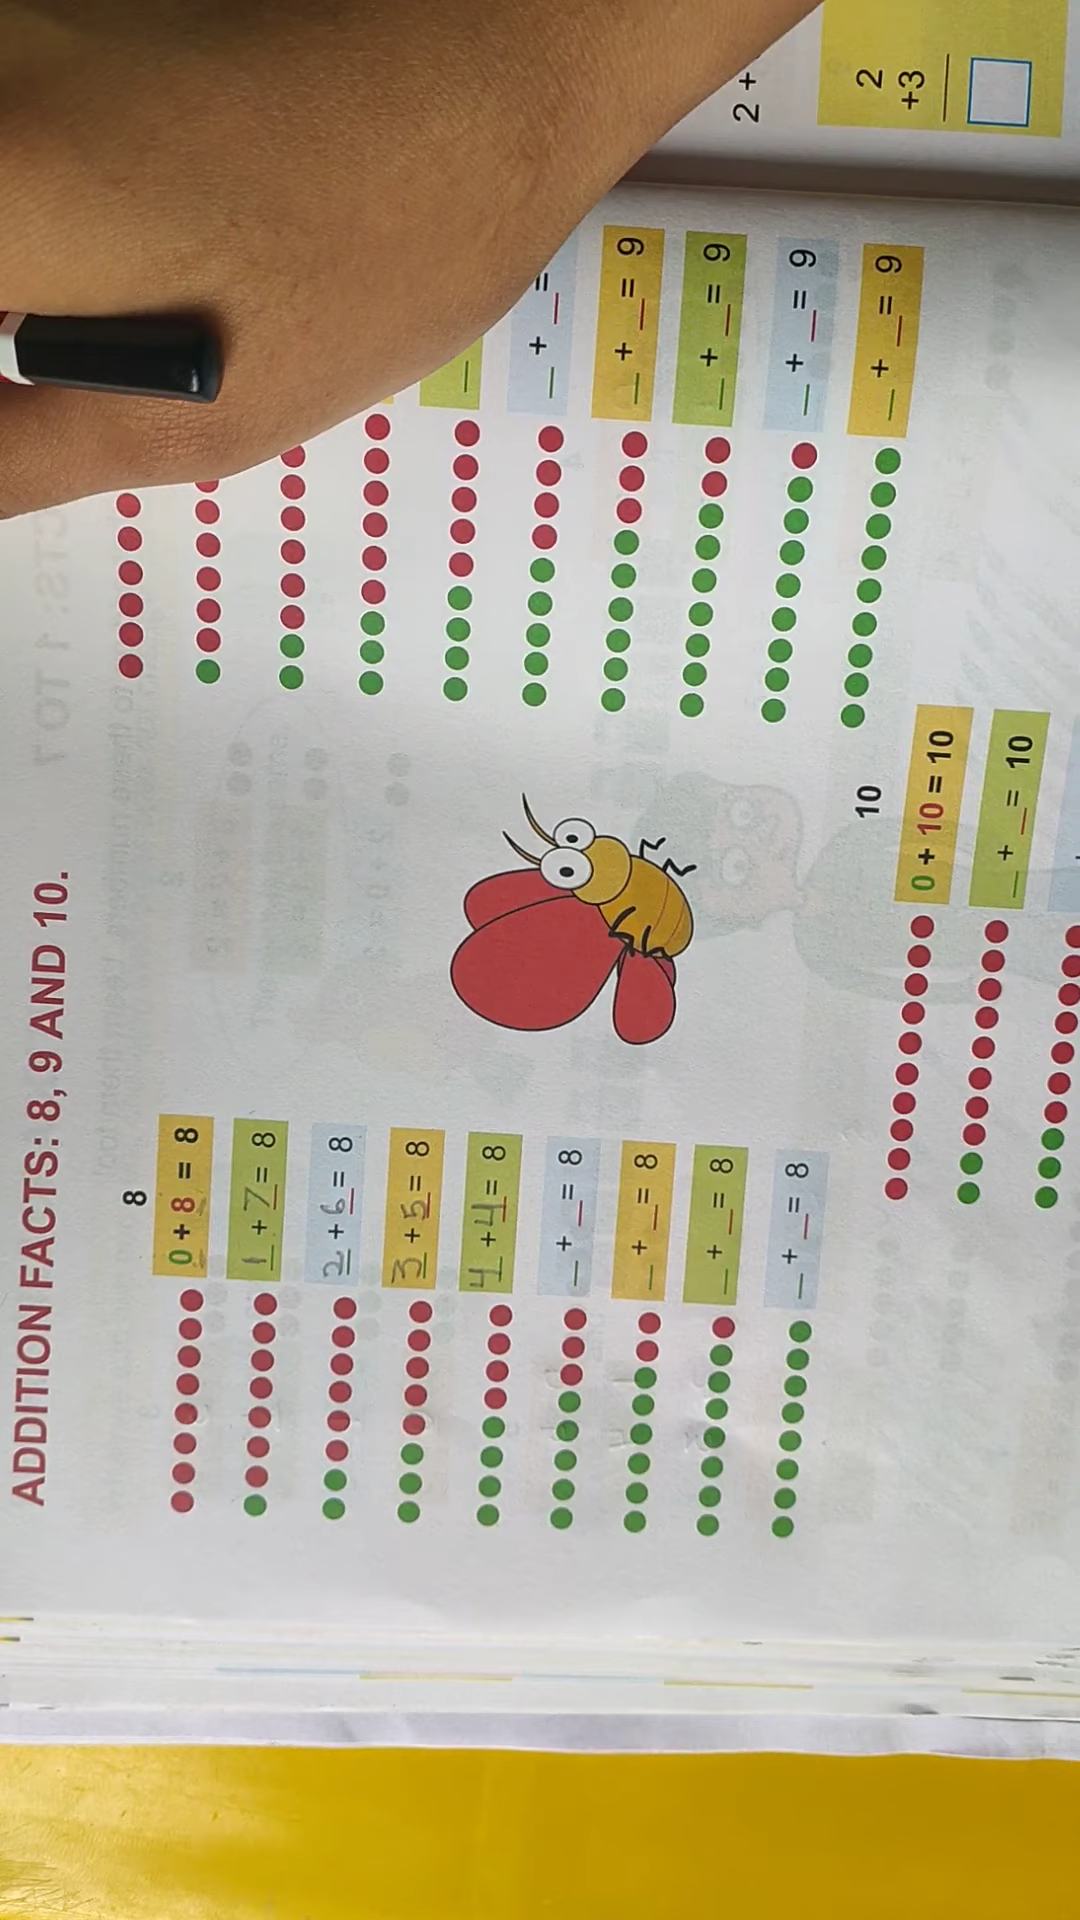 ADDITION FACTS: 8, 9 AND 10.
8
0 + 8 = 8
1 + 7 = 8
2 + 6 = 8
3 + 5 = 8
4 + 4 = 8
_ + _ = 8
_ + _ = 8
_ + _ = 8
_ + _ = 8
_
_ + _ =
_ + _ = 9
_ + _ = 9
_ + _ = 9
_ + _ = 9
10
0 + 10 = 10
_ + _ = 10
2 +
2
+3